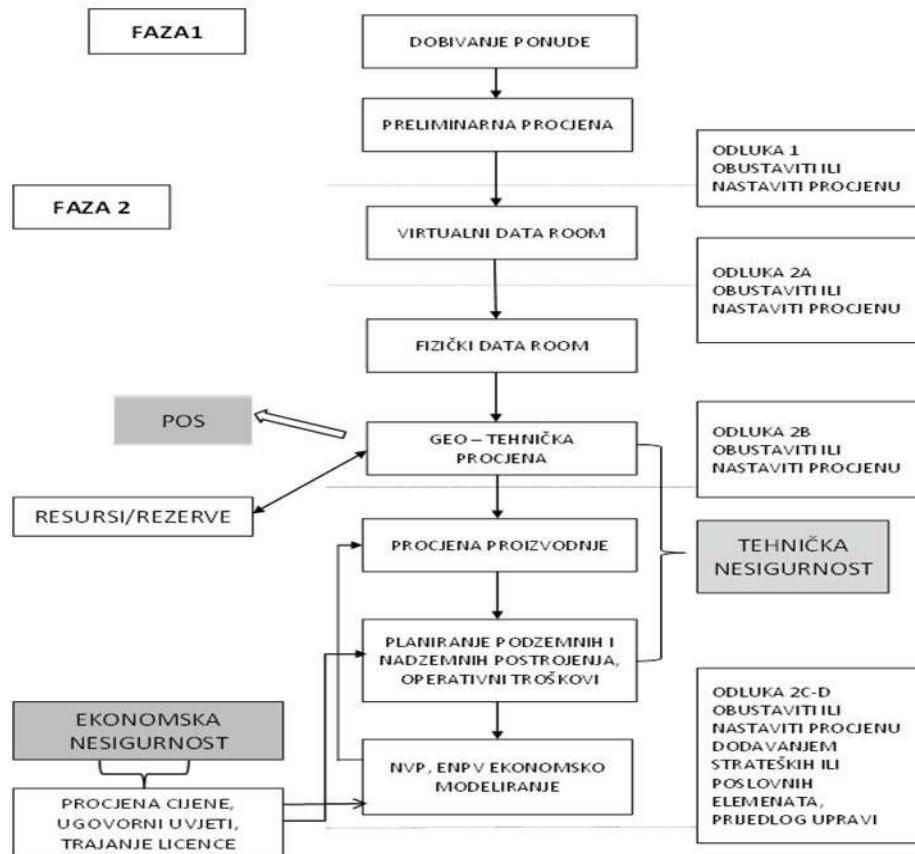 FAZA1
DOBIVANJE PONUDE
PRELIMINARNA PROCJENA
ODLUKA 1
OBUSTAVITI ILI
NASTAVITI PROCJENU
FAZA 2
VIRTUALNI DATA ROOM
ODLUKA 2A
OBUSTAVITI ILI
NASTAVITI PROCJENU
FIZIČKI DATA ROOM
POS
GEO – TEHNIČKA
PROCJENA
ODLUKA 2B
OBUSTAVITI ILI
NASTAVITI PROCJENU
RESURSI/REZERVE
PROCJENA PROIZVODNJE
TEHNIČKA
NESIGURNOST
PLANIRANJE PODZEMNIH I
NADZEMNIH POSTROJENJA,
OPERATIVNI TROŠKOVI
ODLUKA 2C-D
OBUSTAVITI ILI
NASTAVITI PROCJENU
DODAVANJEM
STRATEŠKIH ILI
POSLOVNIH
ELEMENATA,
PRIJEDLOG UPRAVI
EKONOMSKA
NESIGURNOST
NVP, ENPV EKONOMSKO
MODELIRANJE
PROCJENA CIJENE,
UGOVORNI UVJETI,
TRAJANJE LICENCE